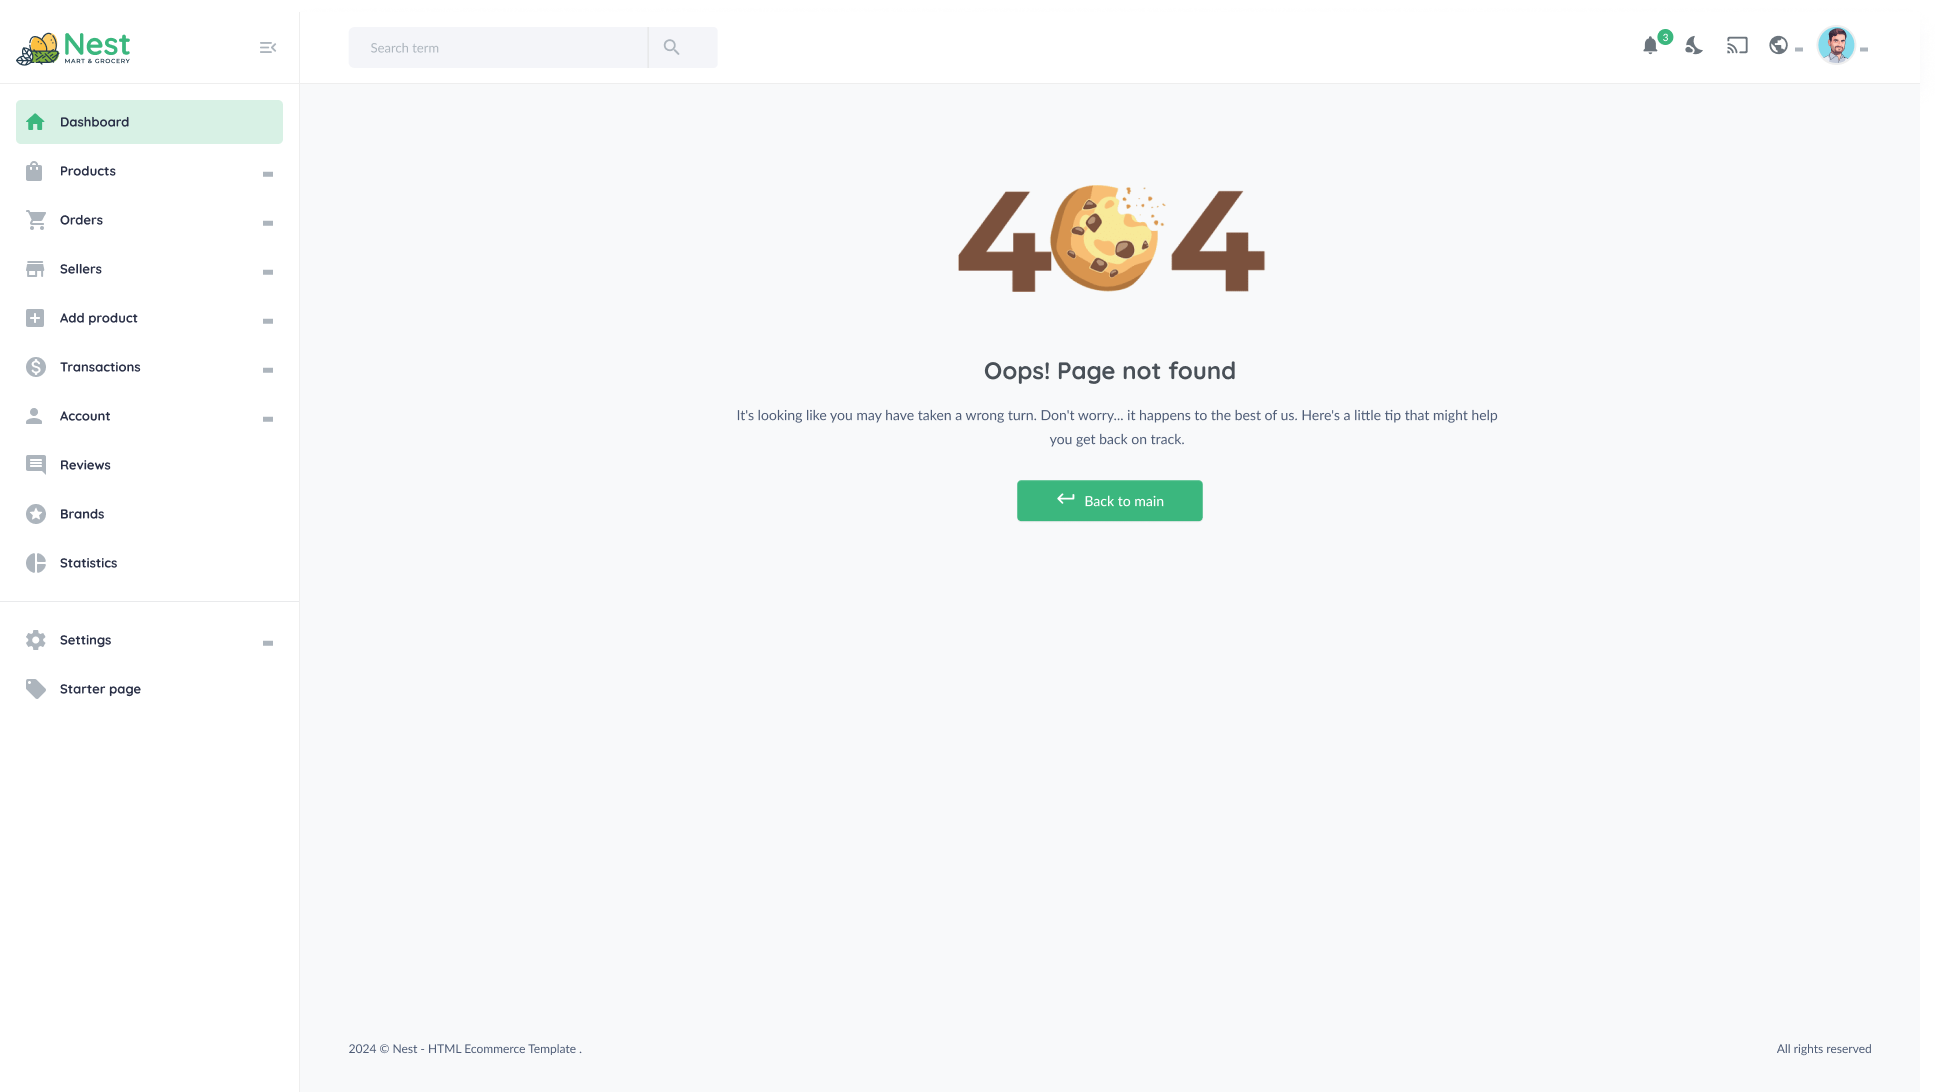 Nest
MART & GROCERY
Search term
3
Dashboard
Products
Orders
Sellers
Add product
Transactions
Account
Reviews
Brands
Statistics
Settings
Starter page
4 4
Oops! Page not found
It's looking like you may have taken a wrong turn. Don't worry... it happens to the best of us. Here's a little tip that might help
you get back on track.
Back to main
2024 © Nest - HTML Ecommerce Template .
All rights reserved